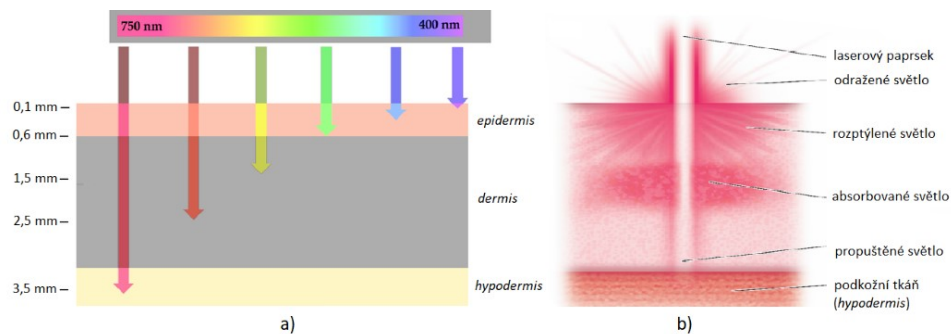 750 nm
400 nm
0,1 mm
0,6 mm
1,5 mm
2,5 mm
3,5 mm
epidermis
dermis
hypodermis
a)
laserový paprsek
odražené světlo
rozptýlené světlo
absorbované světlo
propuštěné světlo
podkožní tkáň
(hypodermis)
b)